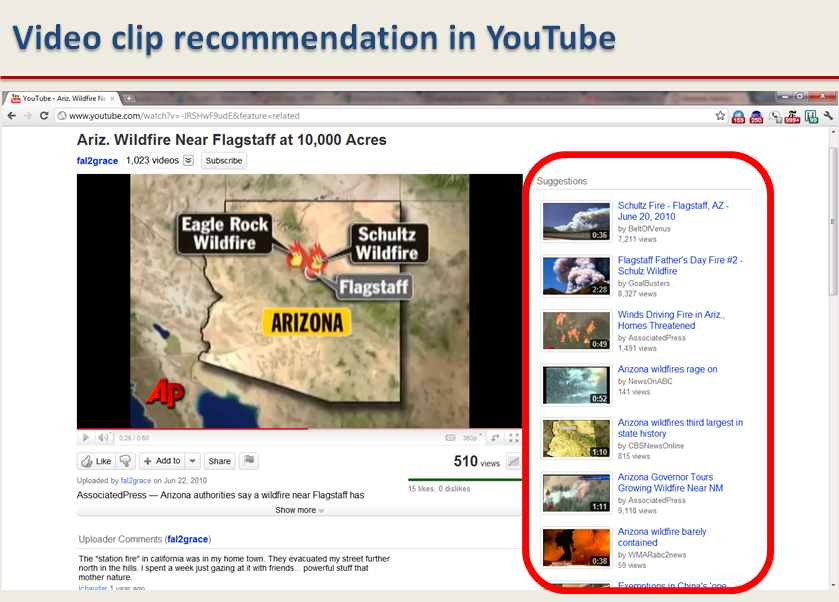 Video clip recommendation in YouTube
YouTube - Ariz. Wildfire Ne
www.youtube.com/watch?v=-JRSHwF9udE&feature=related
159
250
999+
Ariz. Wildfire Near Flagstaff at 10,000 Acres
fal2grace 1,023 videos Subscribe
Eagle Rock
Wildfire
Schultz
Wildfire
Flagstaff
ARIZONA
AP
0:25 / 0:50
CC 360p
Like
Add to
Share
510 views
Uploaded by fal2grace on Jun 22, 2010
15 likes, 0 dislikes
AssociatedPress — Arizona authorities say a wildfire near Flagstaff has
Show more
Uploader Comments (fal2grace)
The "station fire" in california was in my home town. They evacuated my street further
north in the hills. I spent a week just gazing at it with friends... powerful stuff that
mother nature.
1 year ago
Suggestions
Schultz Fire - Flagstaff, AZ -
June 20, 2010
by BeltOfVenus
7,211 views
0:36
Flagstaff Father's Day Fire #2 -
Schulz Wildfire
by GoalBusters
8,327 views
2:28
Winds Driving Fire in Ariz.,
Homes Threatened
by AssociatedPress
1,491 views
0:49
Arizona wildfires rage on
by NewsOnABC
141 views
0:52
Arizona wildfires third largest in
state history
by CBSNewsOnline
815 views
1:10
Arizona Governor Tours
Growing Wildfire Near NM
by AssociatedPress
9,118 views
1:11
Arizona wildfire barely
contained
by WMARabc2news
59 views
0:38
Exemptions in China's 'one